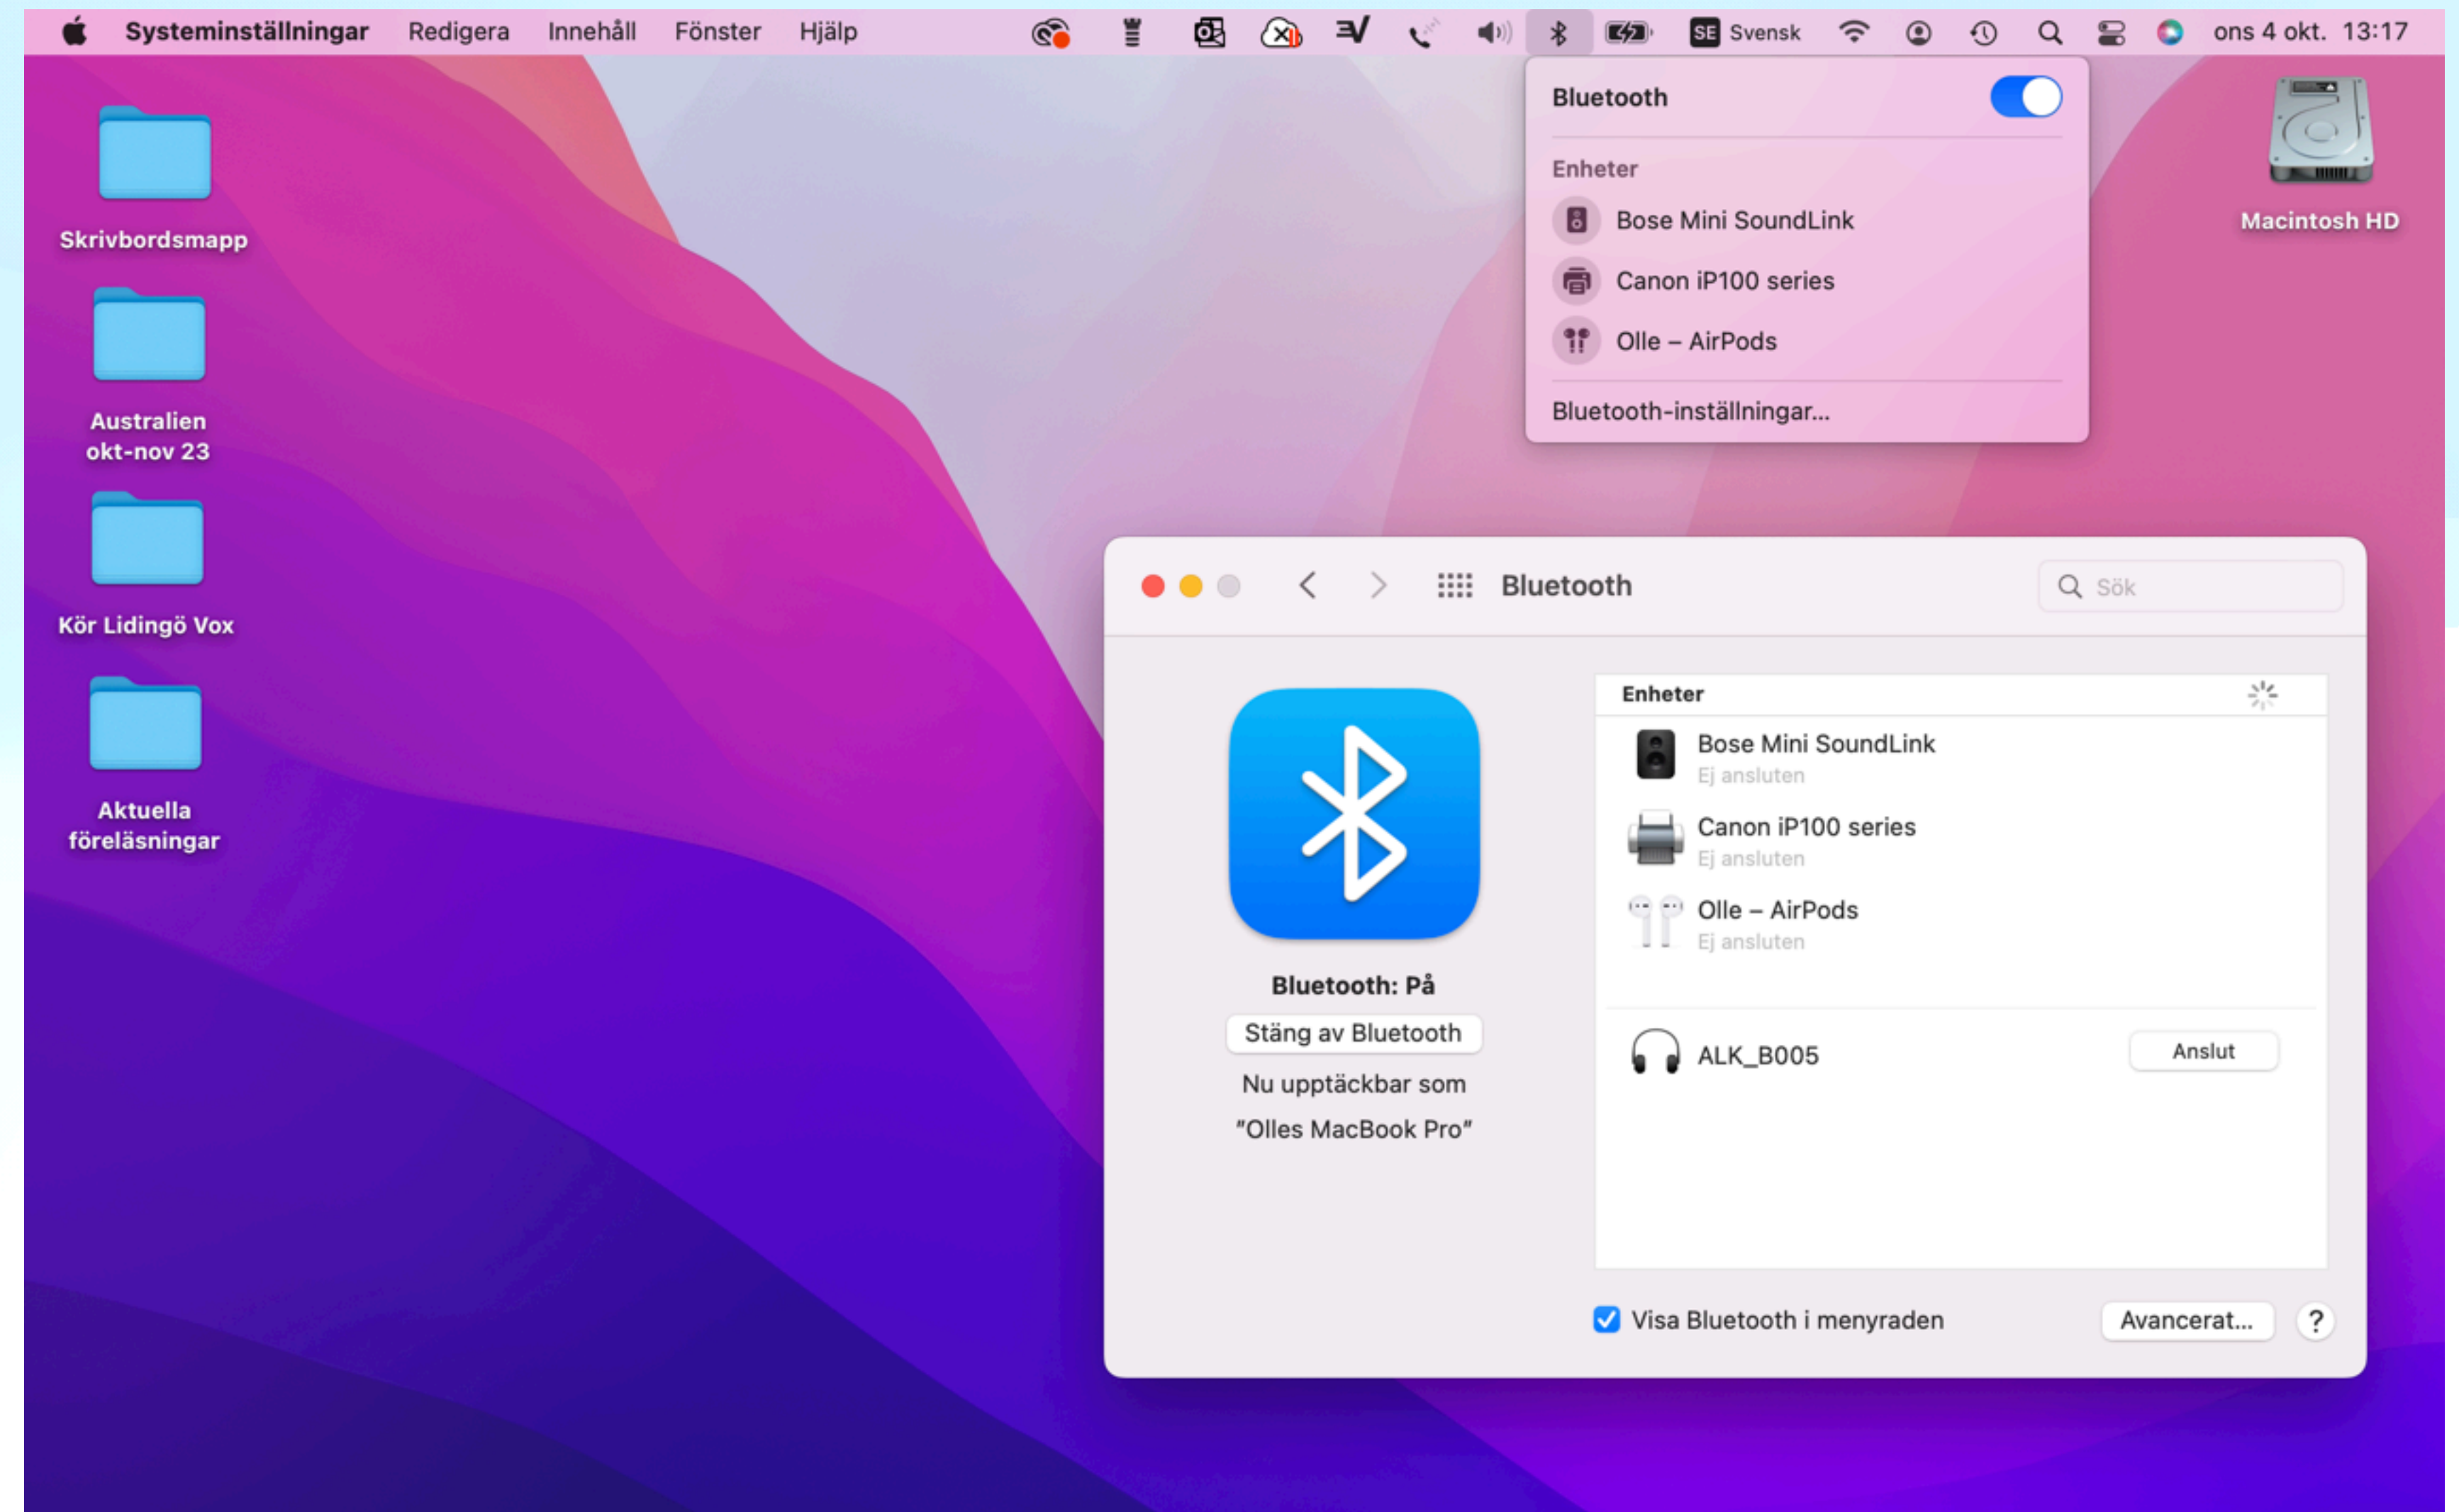 Systeminställningar Redigera Innehåll Fönster Hjälp SE Svensk ons 4 okt. 13:17
Skrivbordsmapp
Australien
okt-nov 23
Kör Lidingö Vox
Aktuella
föreläsningar
Bluetooth
Enheter
Bose Mini SoundLink
Canon iP100 series
Olle – AirPods
Bluetooth-inställningar...
Macintosh HD
Bluetooth
Sök
Bluetooth: På
Stäng av Bluetooth
Nu upptäckbar som
"Olles MacBook Pro"
Enheter
Bose Mini SoundLink
Ej ansluten
Canon iP100 series
Ej ansluten
Olle – AirPods
Ej ansluten
ALK_B005
Anslut
Visa Bluetooth i menyraden
Avancerat...
?